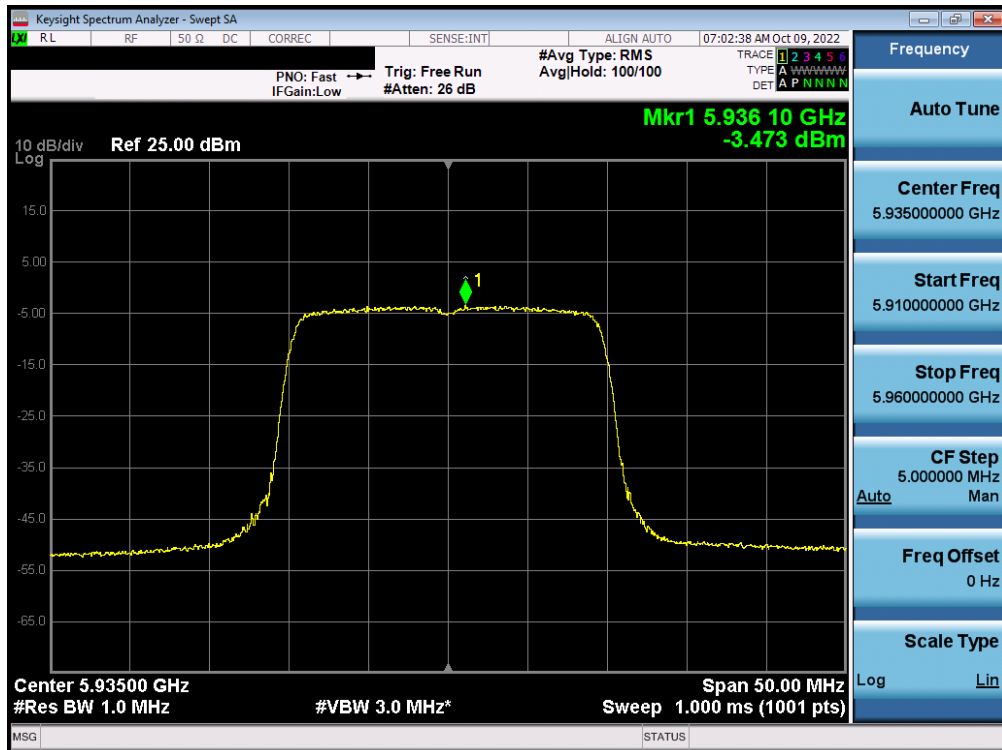 Keysight Spectrum Analyzer - Swept SA
LXI RL RF 50 Ω DC CORREC SENSE:INT ALIGN AUTO 07:02:38 AM Oct 09, 2022
PNO: Fast
IFGain:Low
Trig: Free Run
#Atten: 26 dB
#Avg Type: RMS
Avg|Hold: 100/100
TRACE 1 2 3 4 5 6
TYPE A WWWWW
DET A P N N N N
Mkr1 5.936 10 GHz
-3.473 dBm
10 dB/div Ref 25.00 dBm
Log
1
15.0
5.00
-5.00
-15.0
-25.0
-35.0
-45.0
-55.0
-65.0
Center 5.93500 GHz Span 50.00 MHz
#Res BW 1.0 MHz #VBW 3.0 MHz* Sweep 1.000 ms (1001 pts)
MSG STATUS
Frequency
Auto Tune
Center Freq
5.935000000 GHz
Start Freq
5.910000000 GHz
Stop Freq
5.960000000 GHz
CF Step
5.000000 MHz
Auto Man
Freq Offset
0 Hz
Scale Type
Log Lin